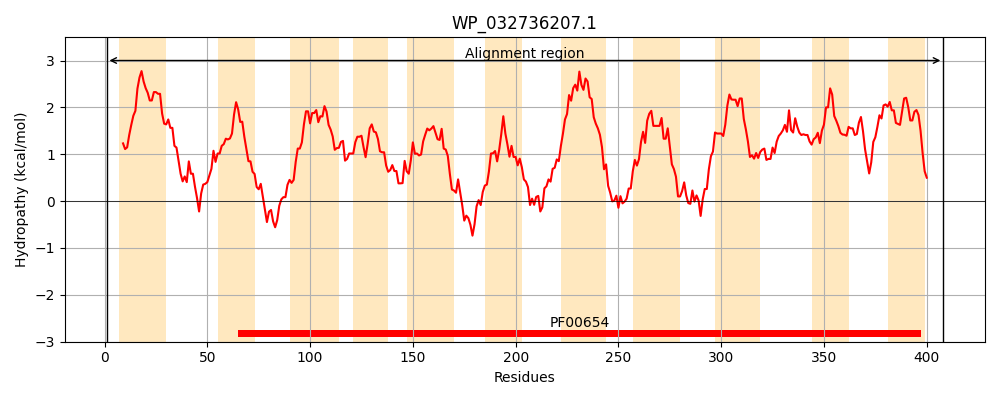 WP_032736207.1
Alignment region
Hydropathy (kcal/mol)
3
2
1
0
−1
−2
−3
PF00654
0 50 100 150 200 250 300 350 400
Residues